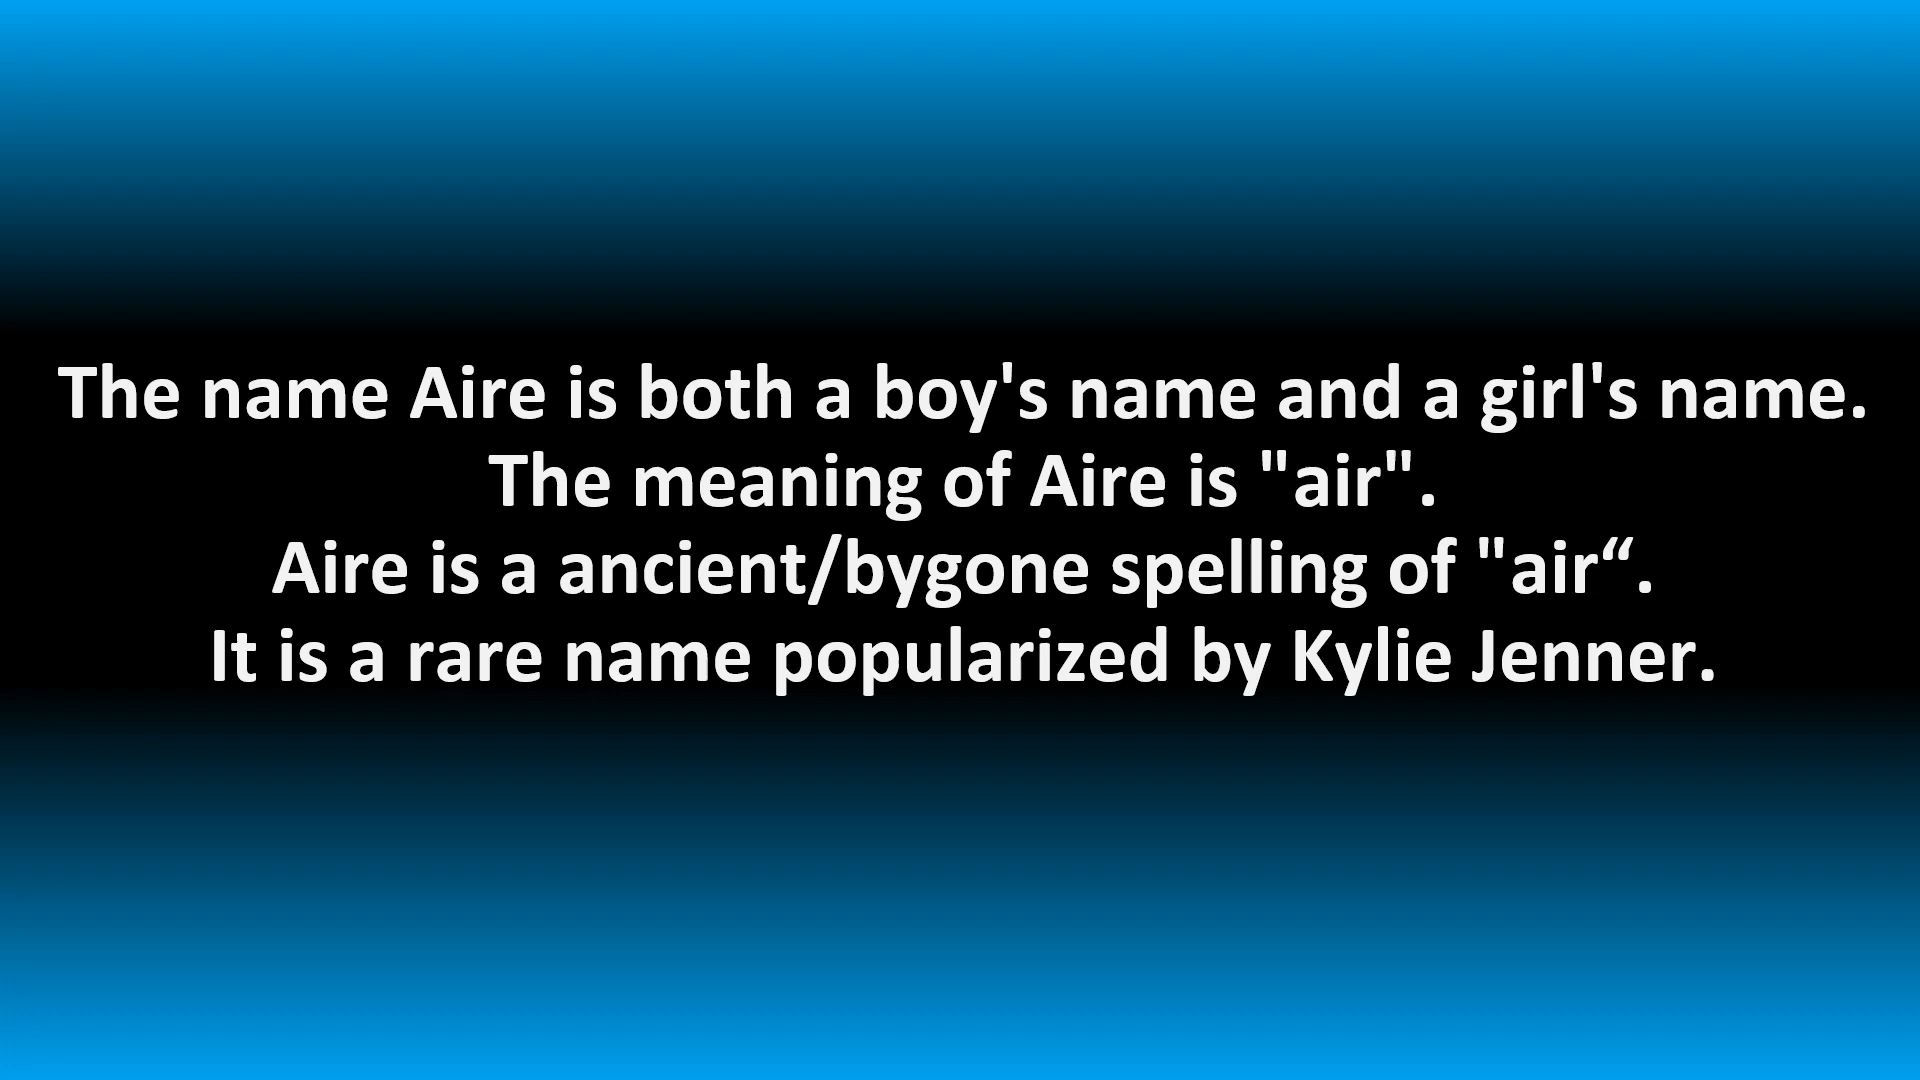 The name Aire is both a boy's name and a girl's name.
The meaning of Aire is "air".
Aire is a ancient/bygone spelling of "air“.
It is a rare name popularized by Kylie Jenner.